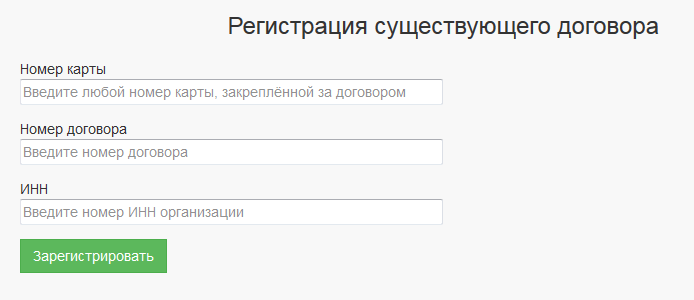 Регистрация существующего договора
Номер карты
Введите любой номер карты, закреплённой за договором
Номер договора
Введите номер договора
ИНН
Введите номер ИНН организации
Зарегистрировать